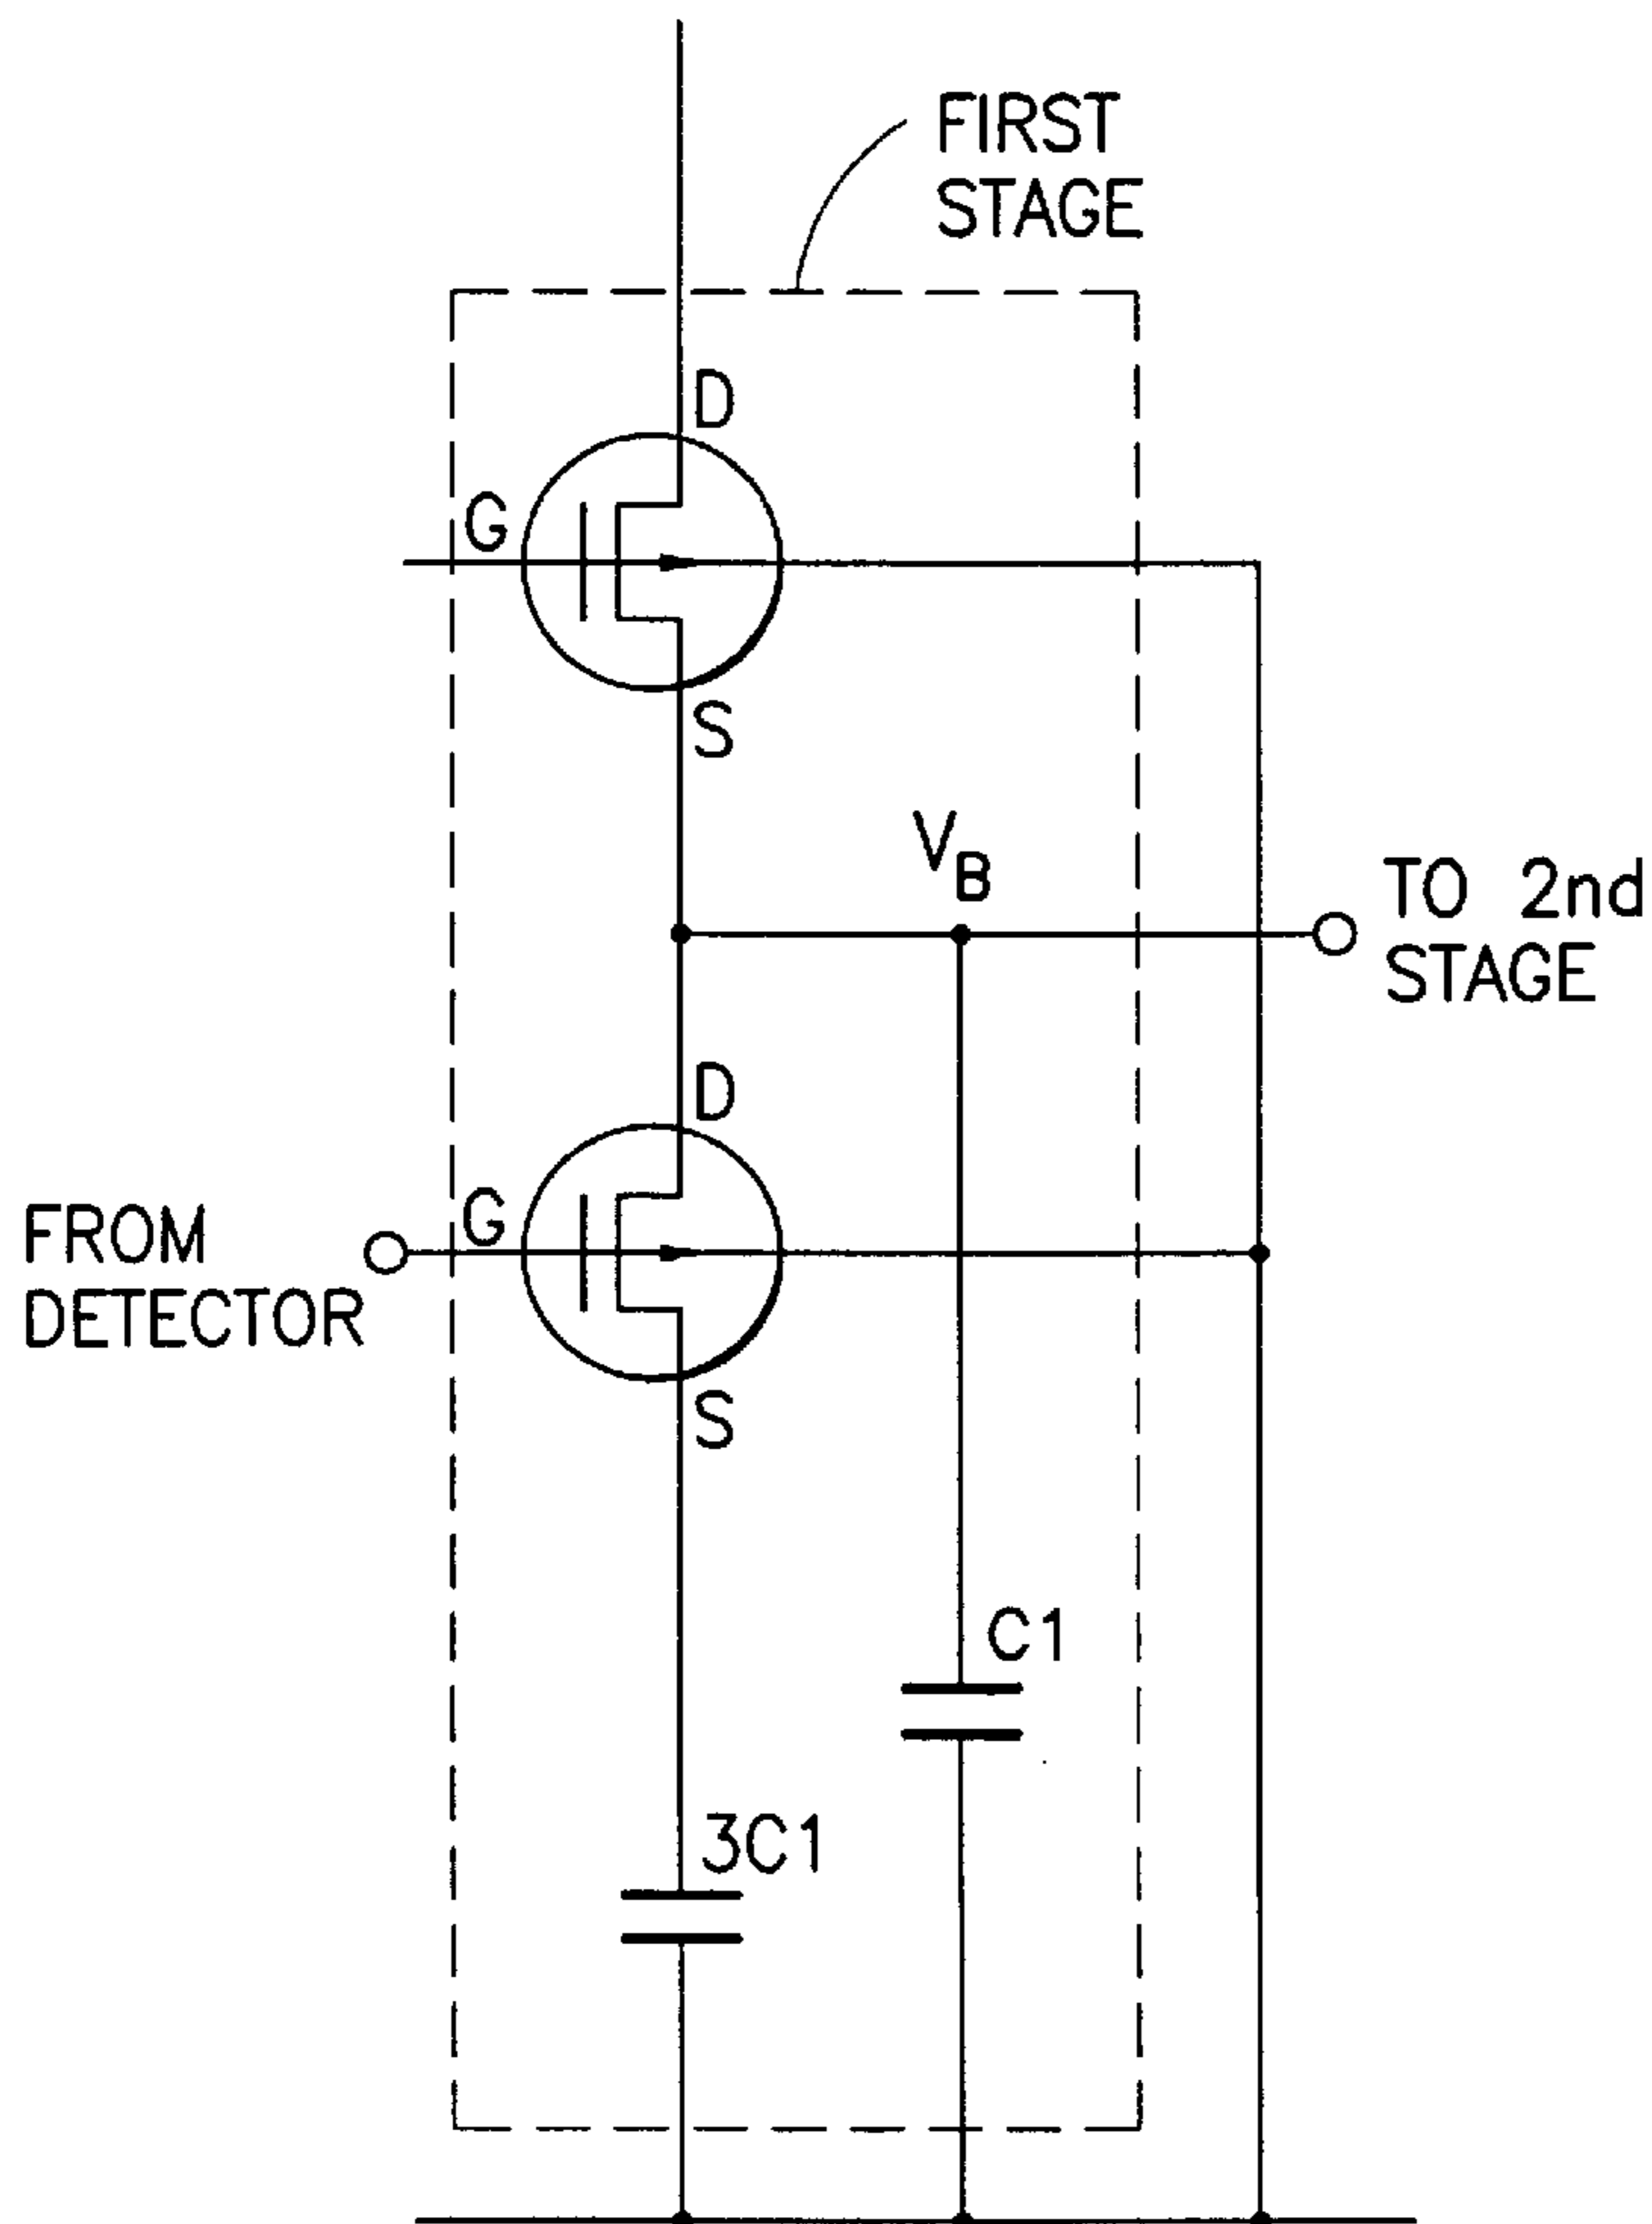 FIRST
STAGE
D
G
S
V_B
TO 2nd
STAGE
D
G
FROM
DETECTOR
S
C1
3C1